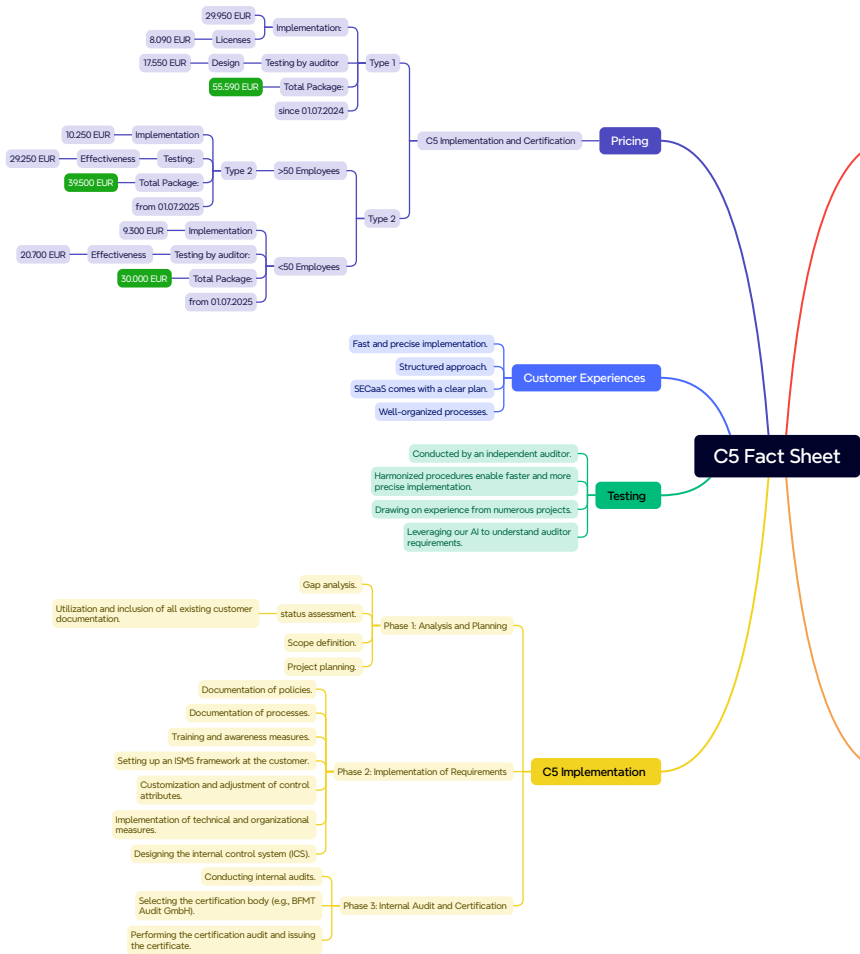 C5 Fact Sheet
Pricing
C5 Implementation and Certification
Type 1
Implementation:
29.950 EUR
Licenses
8.090 EUR
Testing by auditor
Design
17.550 EUR
Total Package:
55.590 EUR
since 01.07.2024
Type 2
>50 Employees
Type 2
Implementation
10.250 EUR
Testing:
Effectiveness
29.250 EUR
Total Package:
39.500 EUR
from 01.07.2025
<50 Employees
Implementation
9.300 EUR
Testing by auditor:
Effectiveness
20.700 EUR
Total Package:
30.000 EUR
from 01.07.2025
Customer Experiences
Fast and precise implementation.
Structured approach.
SECaaS comes with a clear plan.
Well-organized processes.
Testing
Conducted by an independent auditor.
Harmonized procedures enable faster and more
precise implementation.
Drawing on experience from numerous projects.
Leveraging our AI to understand auditor
requirements.
C5 Implementation
Phase 1: Analysis and Planning
Gap analysis.
status assessment.
Utilization and inclusion of all existing customer
documentation.
Scope definition.
Project planning.
Phase 2: Implementation of Requirements
Documentation of policies.
Documentation of processes.
Training and awareness measures.
Setting up an ISMS framework at the customer.
Customization and adjustment of control
attributes.
Implementation of technical and organizational
measures.
Designing the internal control system (ICS).
Phase 3: Internal Audit and Certification
Conducting internal audits.
Selecting the certification body (e.g., BFMT
Audit GmbH).
Performing the certification audit and issuing
the certificate.